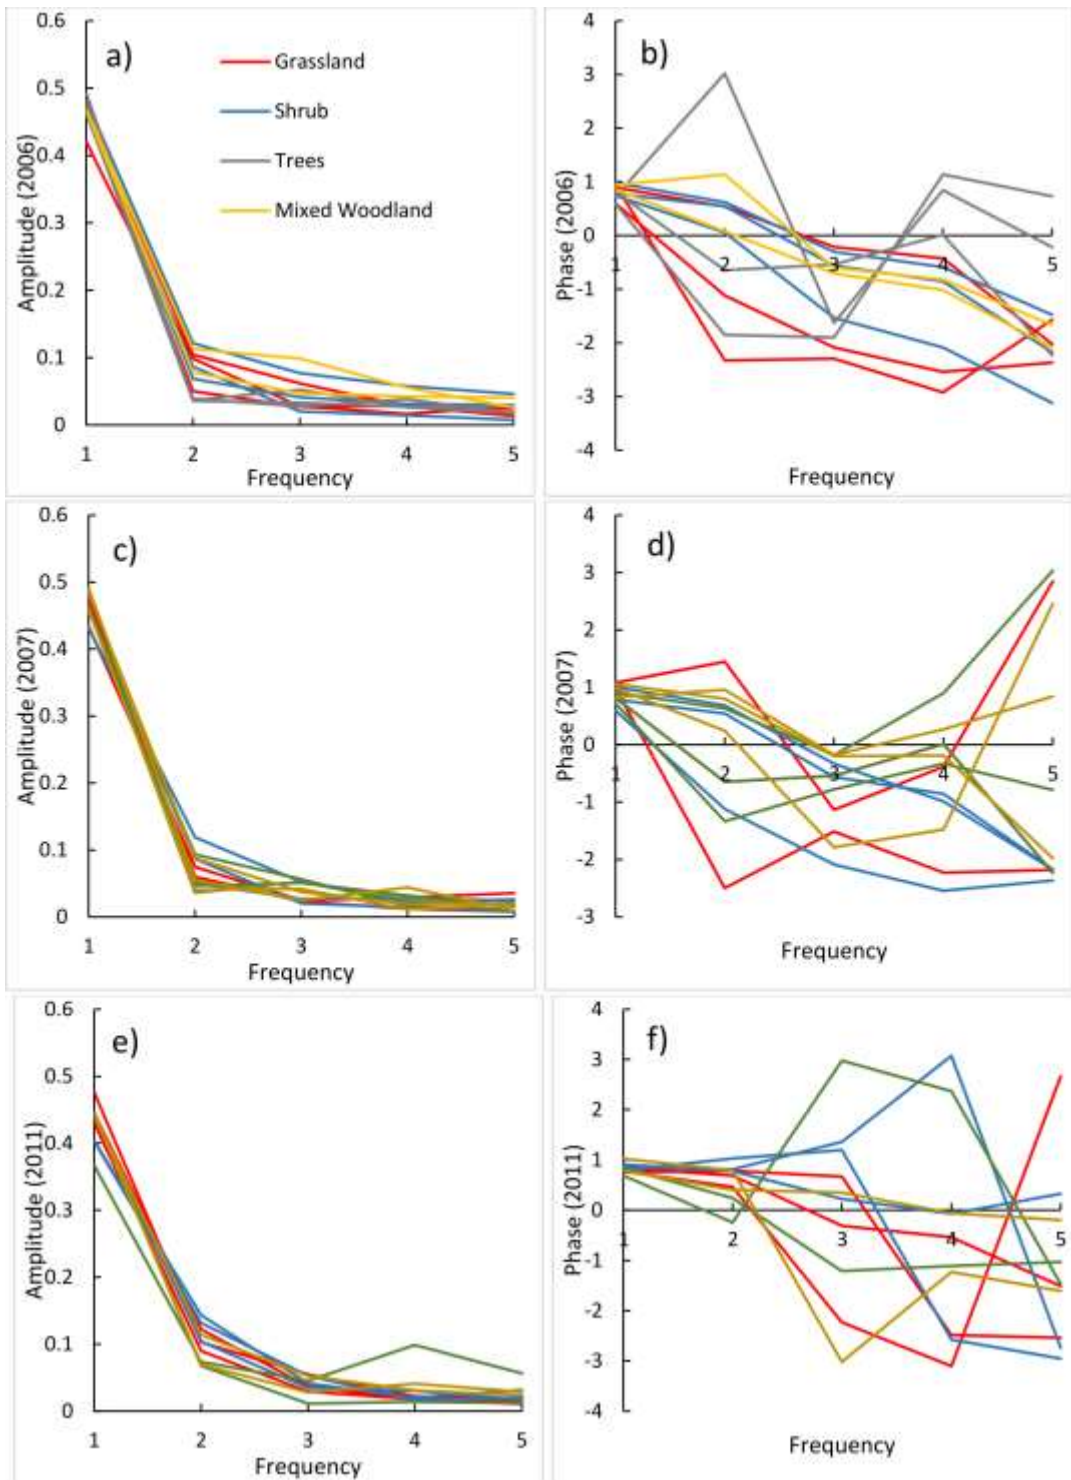 a)
Grassland
Shrub
Trees
Mixed Woodland
Amplitude (2006)
0.6
0.5
0.4
0.3
0.2
0.1
0
1 2 3 4 5
Frequency
b)
Phase (2006)
4
3
2
1
0
-1
-2
-3
-4
1 2 3 4 5
Frequency
c)
Amplitude (2007)
0.6
0.5
0.4
0.3
0.2
0.1
0
1 2 3 4 5
Frequency
d)
Phase (2007)
4
3
2
1
0
-1
-2
-3
1 2 3 4 5
Frequency
e)
Amplitude (2011)
0.6
0.5
0.4
0.3
0.2
0.1
0
1 2 3 4 5
Frequency
f)
Phase (2011)
4
3
2
1
0
-1
-2
-3
-4
1 2 3 4 5
Frequency